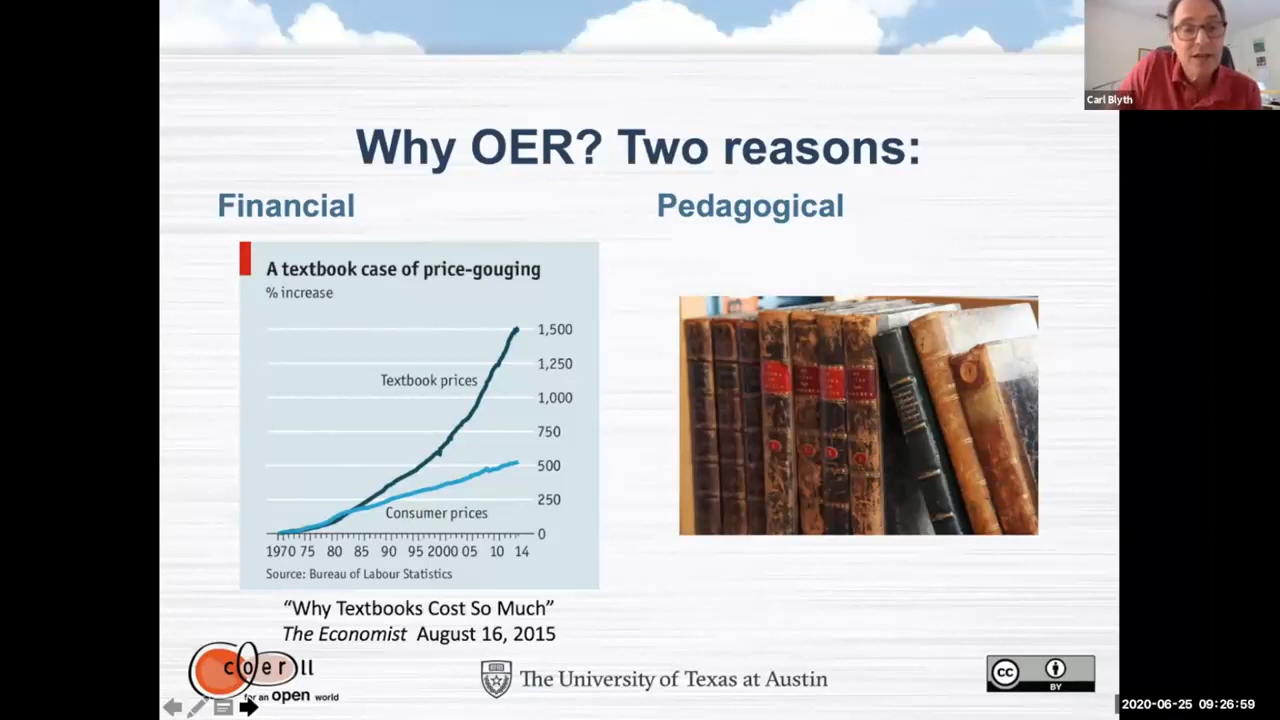 Carl Blyth
Why OER? Two reasons:
Financial
Pedagogical
A textbook case of price-gouging
% increase
1,500
1,250
Textbook prices
1,000
750
500
250
Consumer prices
0
1970 75 80 85 90 95 2000 05 10 14
Source: Bureau of Labour Statistics
“Why Textbooks Cost So Much”
The Economist August 16, 2015
coerll
for an open world
The University of Texas at Austin
cc
BY
2020-06-25 09:26:59